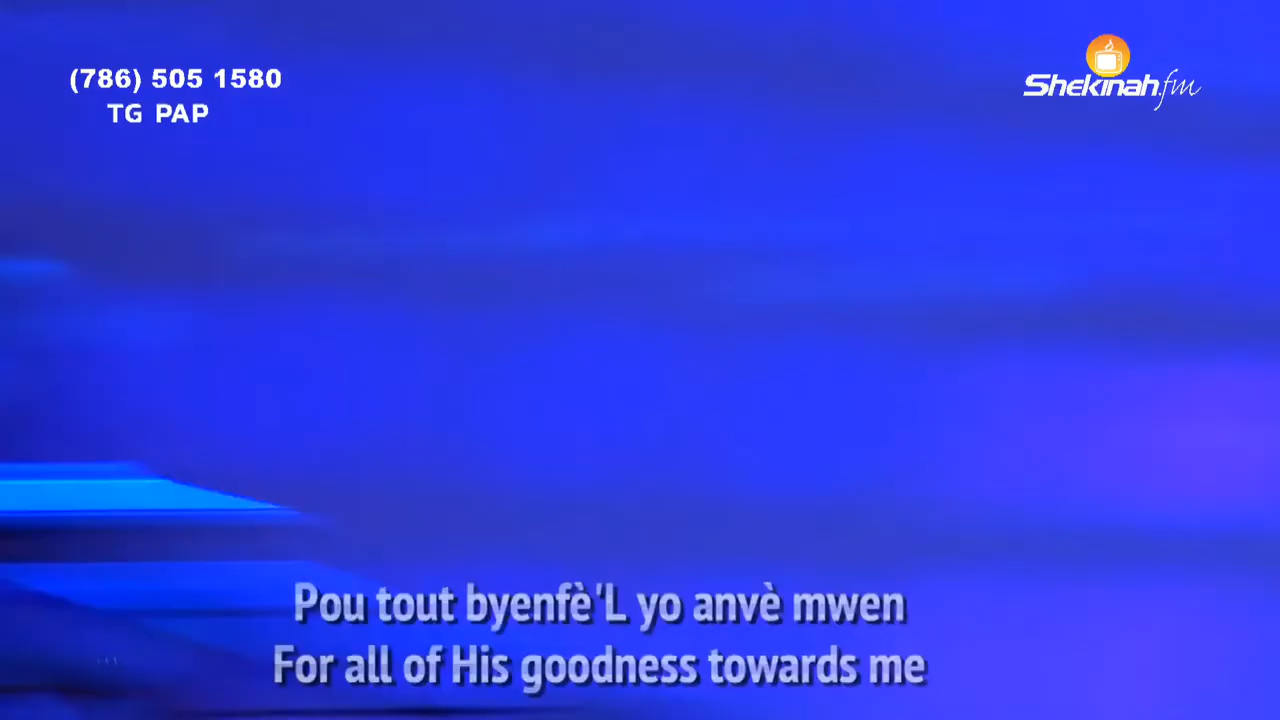 (786) 505 1580
TG PAP
Shekinah.fm
Pou tout byenfè'L yo anvè mwen
For all of His goodness towards me